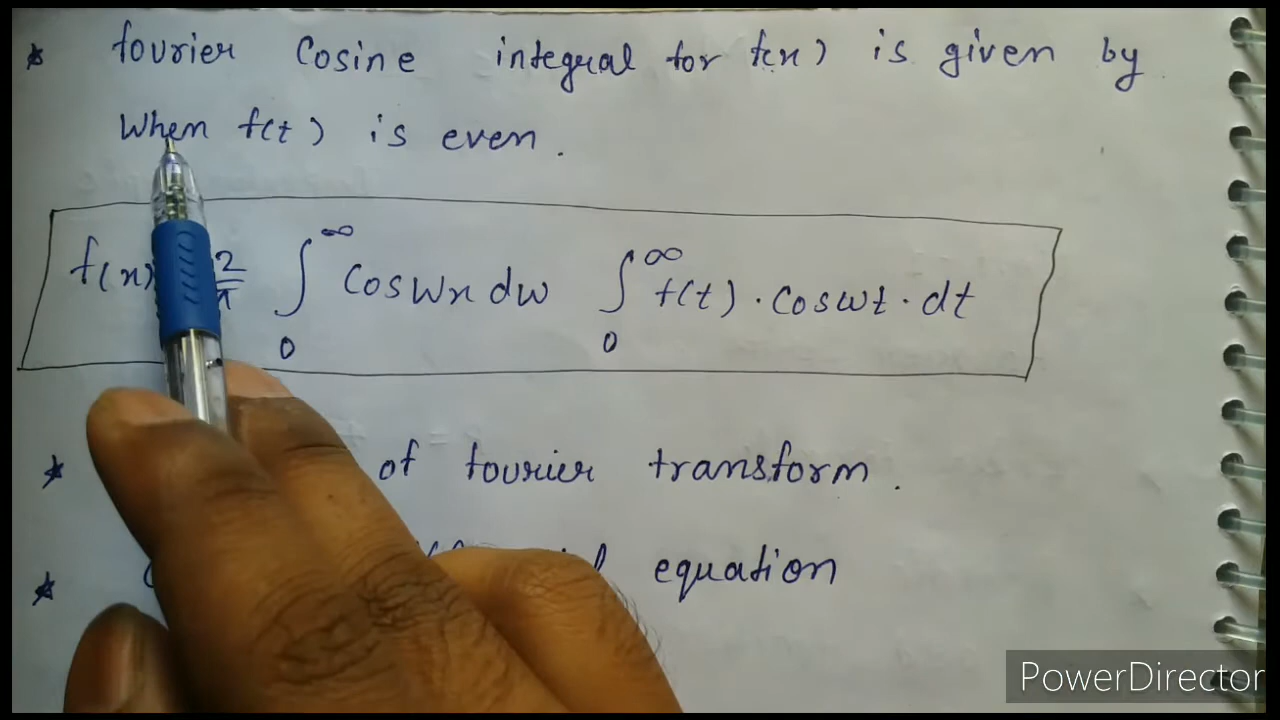 ★ Fourier Cosine integral for f(x) is given by
When f(t) is even.
f(x) 2/π ∫₀^∞ Cos wx dw ∫₀^∞ f(t) . Cos wt . dt
★ of Fourier transform.
★ equation
PowerDirector